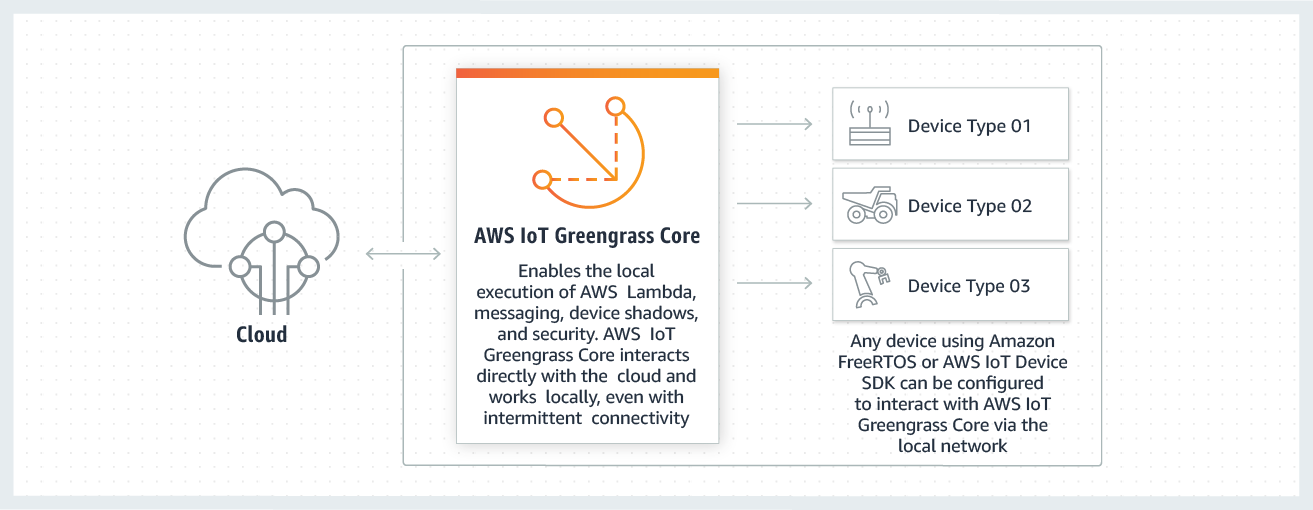 Cloud
AWS IoT Greengrass Core
Enables the local
execution of AWS Lambda,
messaging, device shadows,
and security. AWS IoT
Greengrass Core interacts
directly with the cloud and
works locally, even with
intermittent connectivity
Device Type 01
Device Type 02
Device Type 03
Any device using Amazon
FreeRTOS or AWS IoT Device
SDK can be configured
to interact with AWS IoT
Greengrass Core via the
local network